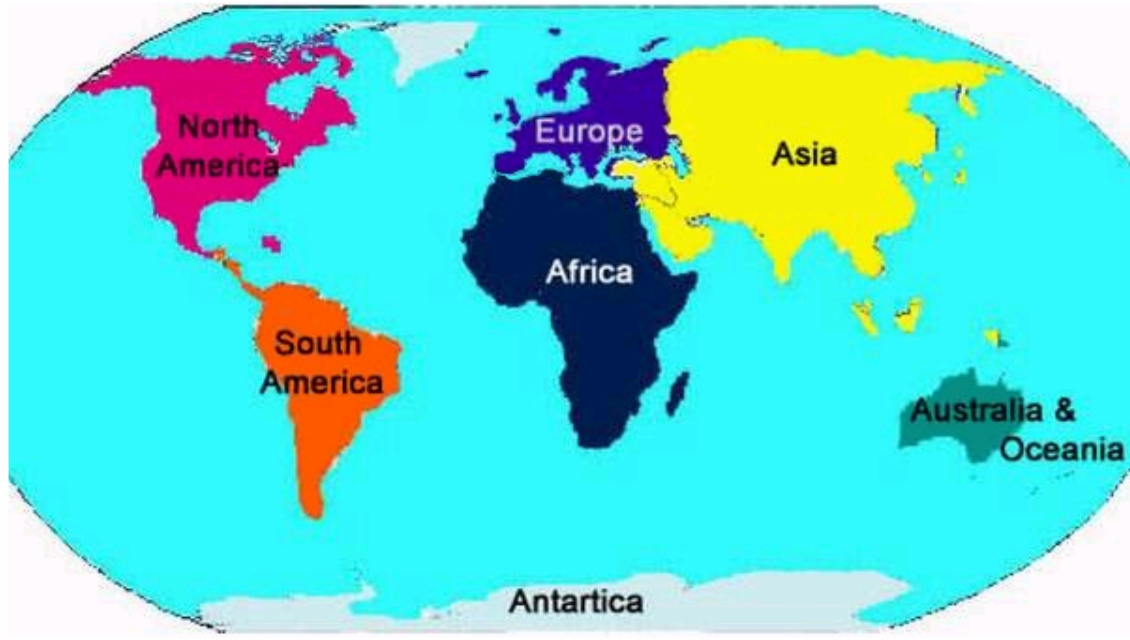 North
America
Europe
Asia
Africa
South
America
Australia &
Oceania
Antartica